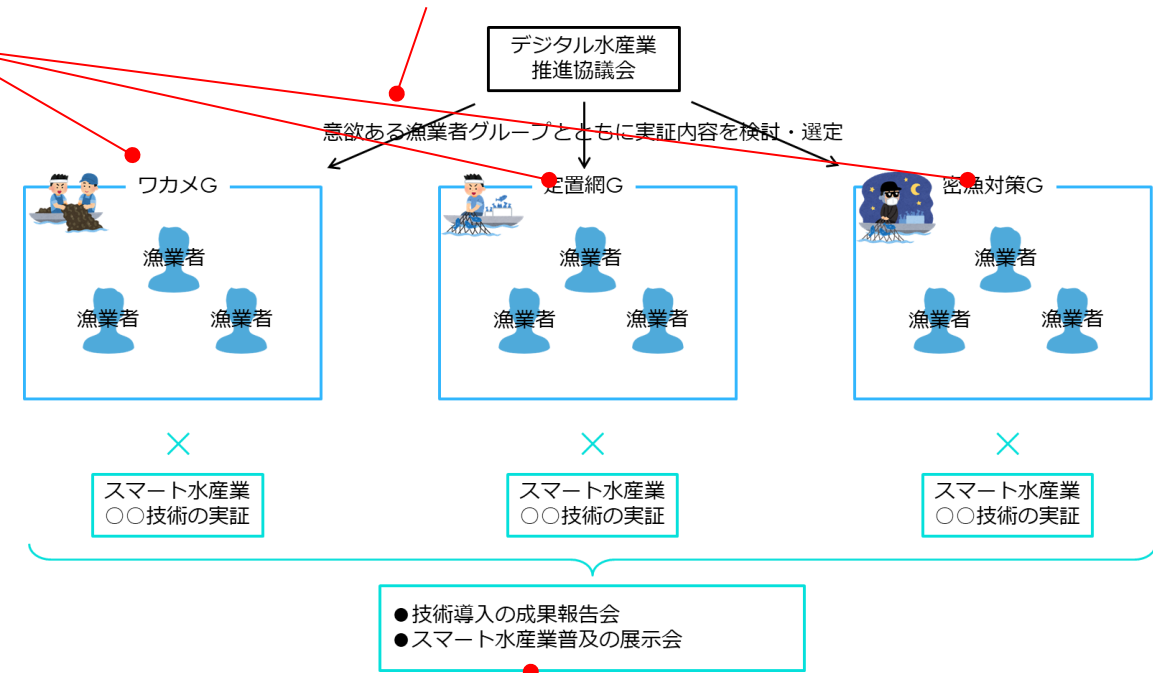 デジタル水産業
推進協議会
意欲ある漁業者グループとともに実証内容を検討・選定
ワカメG
定置網G
密漁対策G
漁業者
漁業者
漁業者
漁業者
漁業者
漁業者
漁業者
漁業者
漁業者
×
×
×
スマート水産業
○○技術の実証
スマート水産業
○○技術の実証
スマート水産業
○○技術の実証
●技術導入の成果報告会
●スマート水産業普及の展示会